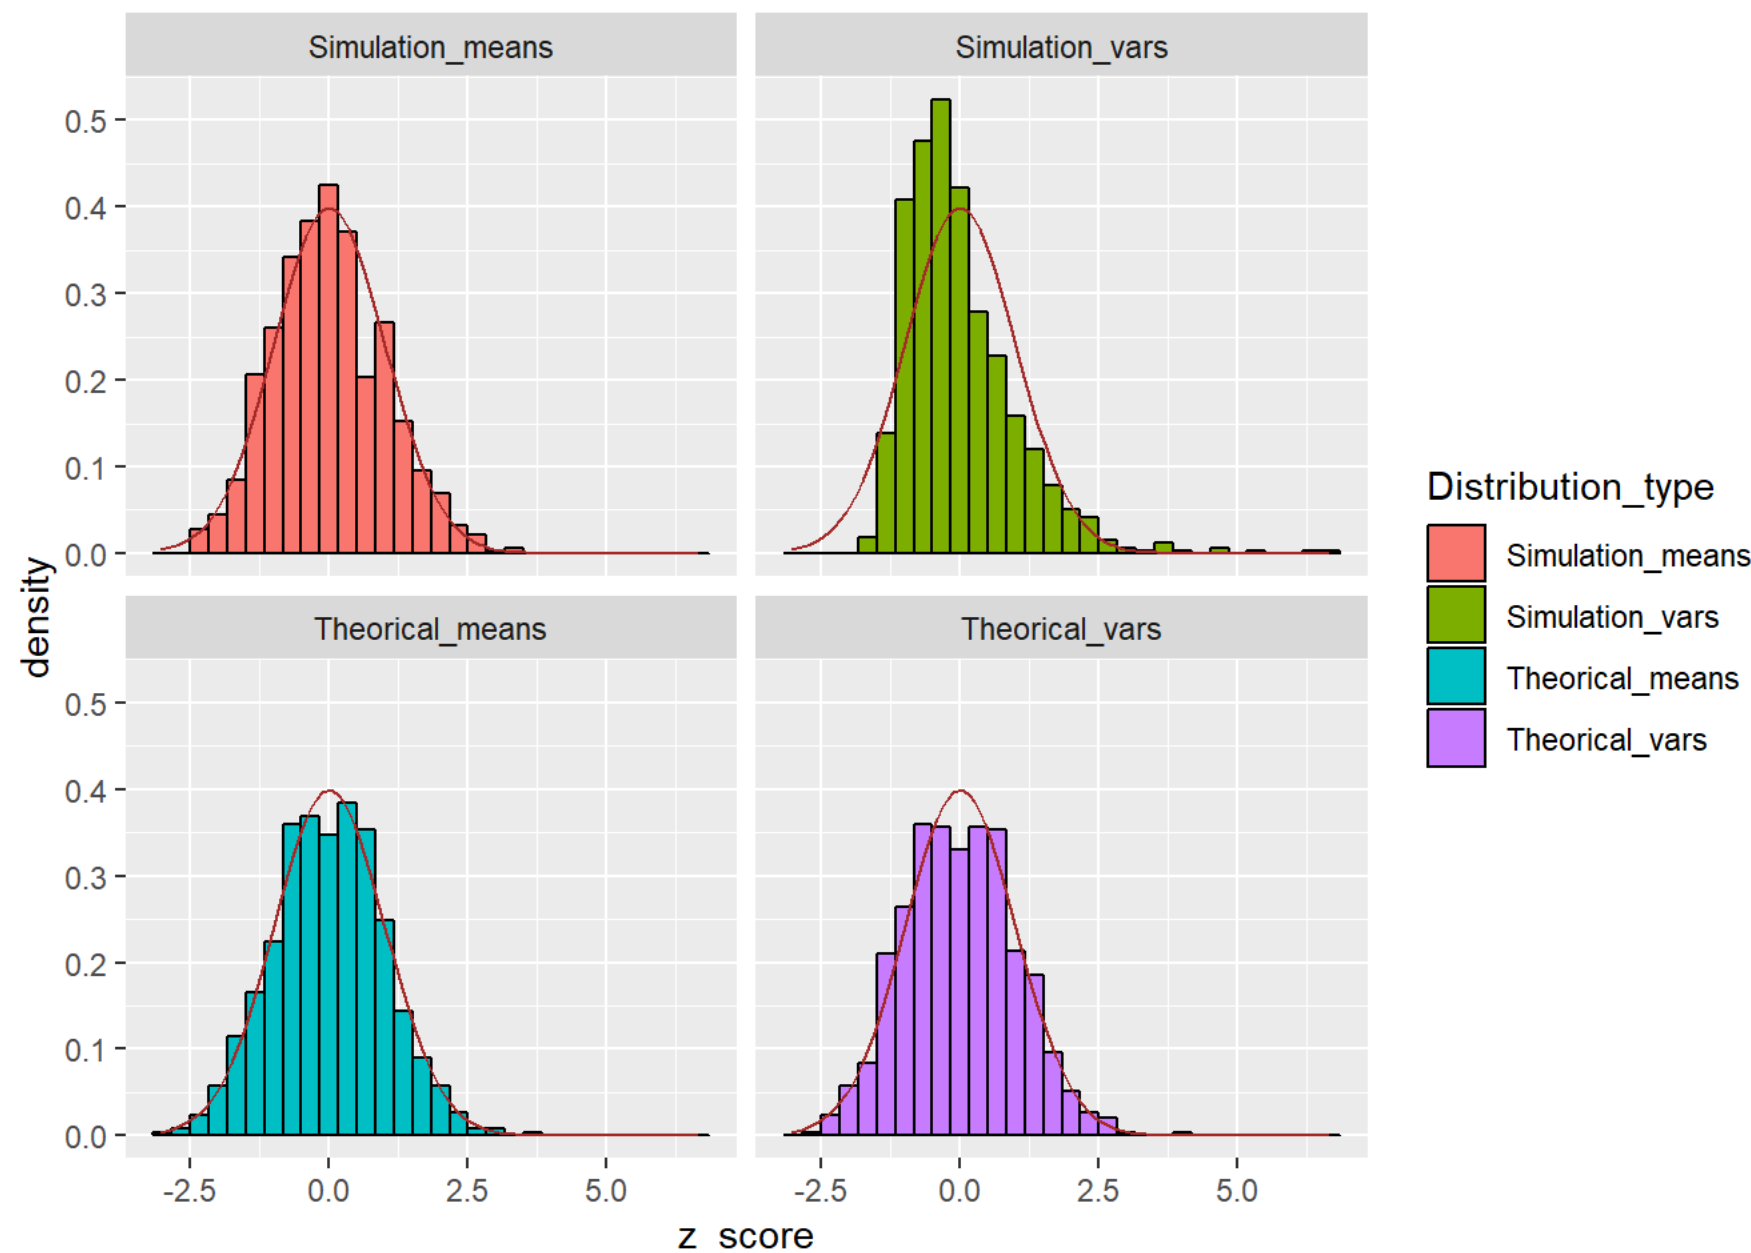 Simulation_means
Simulation_vars
0.5
0.4
0.3
0.2
0.1
0.0
Theorical_means
Theorical_vars
0.5
0.4
0.3
0.2
0.1
0.0
density
-2.5 0.0 2.5 5.0
-2.5 0.0 2.5 5.0
z_score
Distribution_type
Simulation_means
Simulation_vars
Theorical_means
Theorical_vars